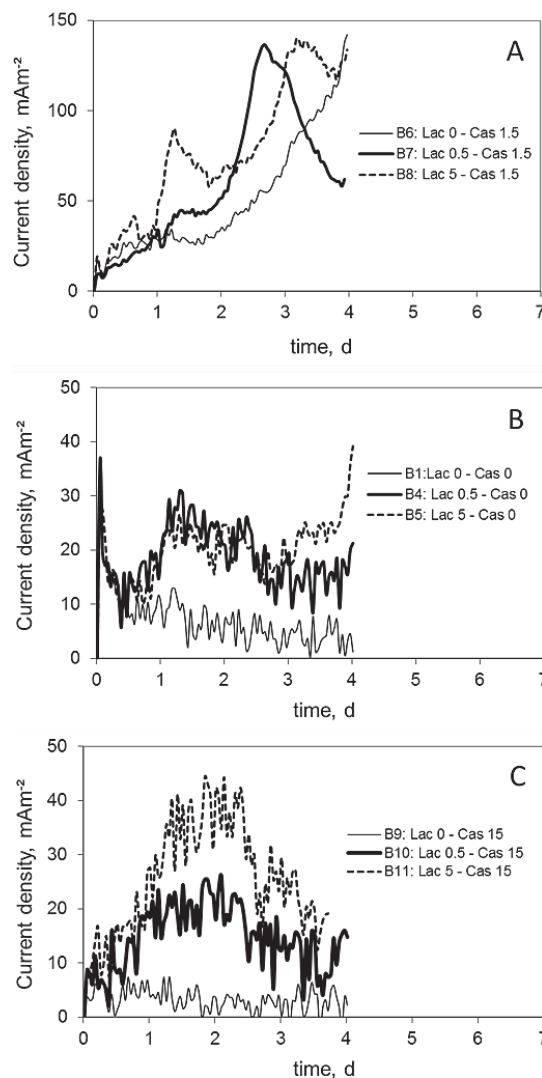 A
150
100
50
0
Current density, mAm⁻²
B6: Lac 0 - Cas 1.5
B7: Lac 0.5 - Cas 1.5
B8: Lac 5 - Cas 1.5
0 1 2 3 4 5 6 7
time, d
B
50
40
30
20
10
0
Current density, mAm⁻²
B1:Lac 0 - Cas 0
B4: Lac 0.5 - Cas 0
B5: Lac 5 - Cas 0
0 1 2 3 4 5 6 7
time, d
C
50
40
30
20
10
0
Current density, mAm⁻²
B9: Lac 0 - Cas 15
B10: Lac 0.5 - Cas 15
B11: Lac 5 - Cas 15
0 1 2 3 4 5 6 7
time, d